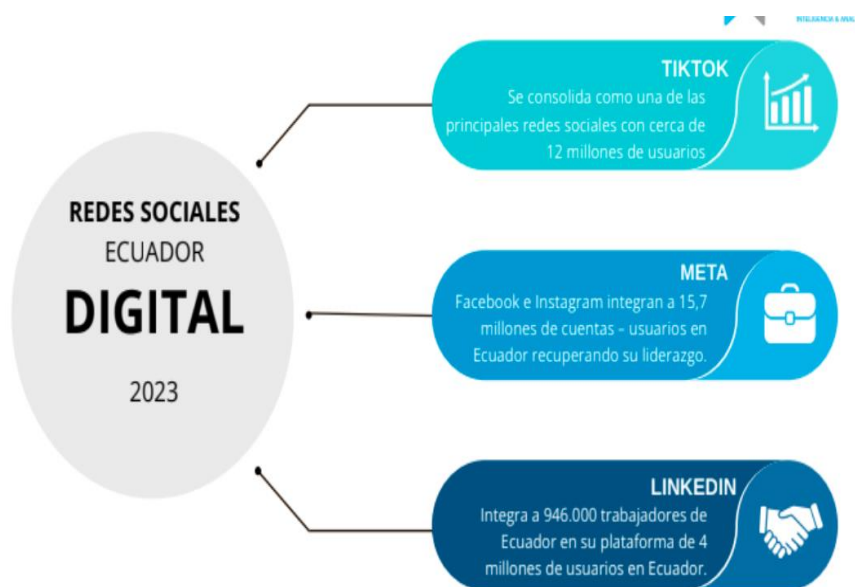 INTELIGENCIA &
REDES SOCIALES
ECUADOR
DIGITAL
2023
TIKTOK
Se consolida como una de las
principales redes sociales con cerca de
12 millones de usuarios
META
Facebook e Instagram integran a 15,7
millones de cuentas – usuarios en
Ecuador recuperando su liderazgo.
LINKEDIN
Integra a 946.000 trabajadores de
Ecuador en su plataforma de 4
millones de usuarios en Ecuador.